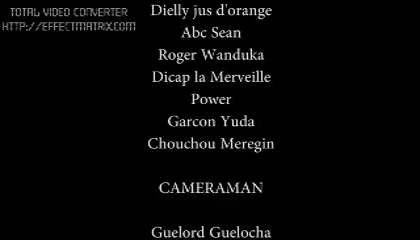 TOTAL VIDEO CONVERTER
HTTP://EFFECTMATRIX.COM
Dielly jus d'orange
Abc Sean
Roger Wanduka
Dicap la Merveille
Power
Garcon Yuda
Chouchou Meregin
CAMERAMAN
Guelord Guelocha